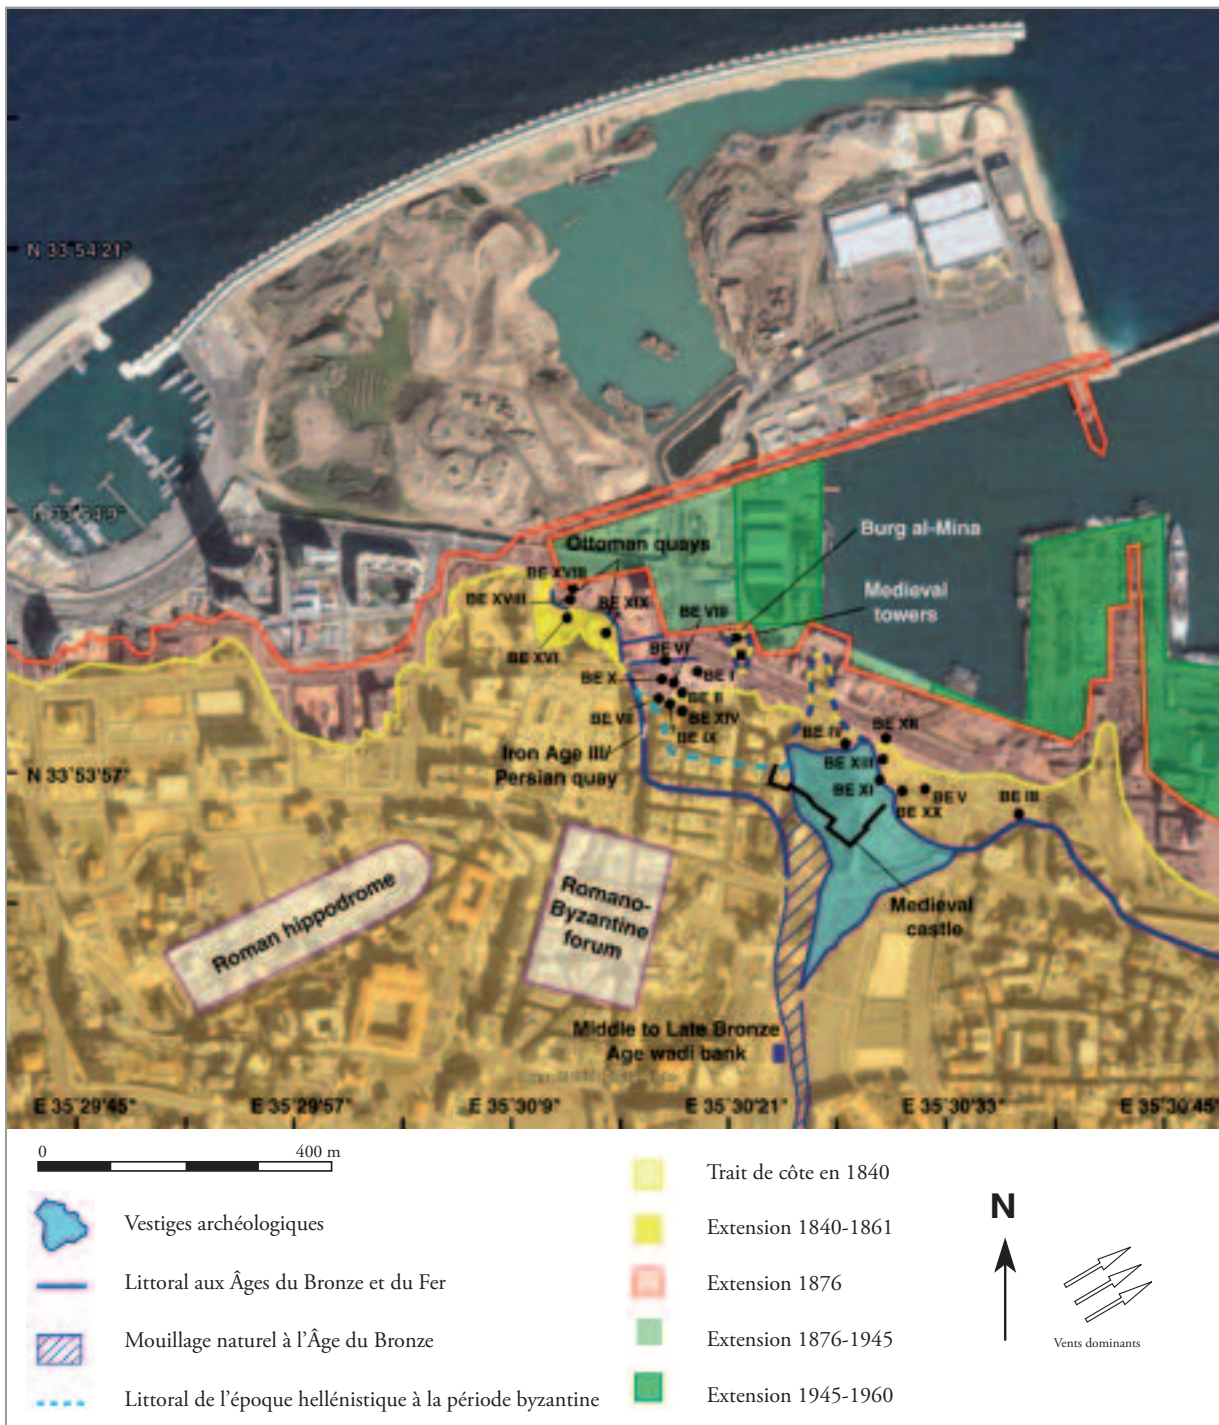 N 33°54'21"
Burg al-Mina
Ottoman quays
Medieval
towers
BE XVIII
BE XVIII
BE XIX
BE VIII
BE XVI
BE VI
BE X
BE I
BE II
BE VII
BE XIV
BE IX
BE IV
BE XII
BE XIII
BE XI
BE V
BE XX
BE III
Iron Age III/
Persian quay
N 33°53'57"
Roman hippodrome
Romano-
Byzantine
forum
Medieval
castle
Middle to Late Bronze
Age wadi bank
E 35°29'45"
E 35°29'57"
E 35°30'9"
E 35°30'21"
E 35°30'33"
E 35°30'45"
0
400 m
Vestiges archéologiques
Littoral aux Âges du Bronze et du Fer
Mouillage naturel à l'Âge du Bronze
Littoral de l'époque hellénistique à la période byzantine
Trait de côte en 1840
Extension 1840-1861
Extension 1876
Extension 1876-1945
Extension 1945-1960
N
Vents dominants